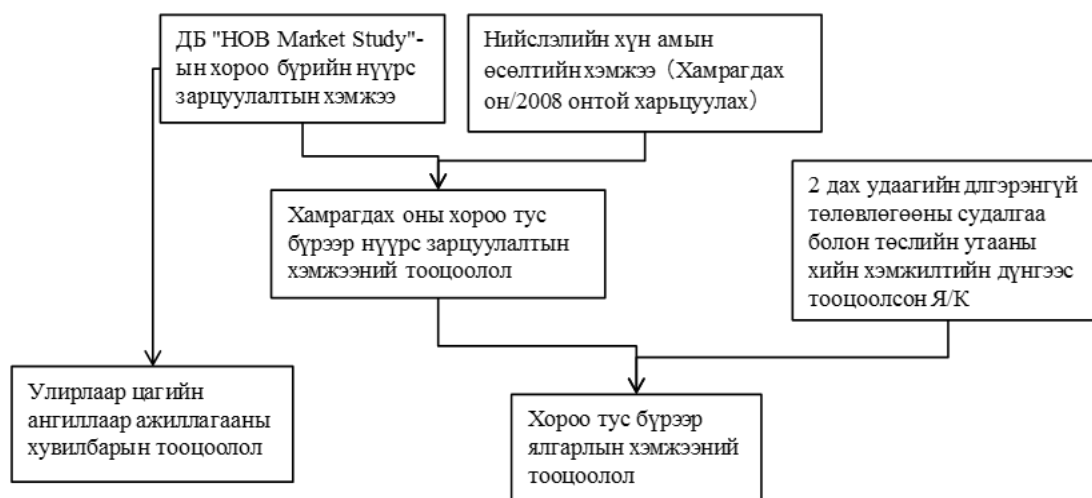 ДБ "НОВ Market Study"-
ын хороо бүрийн нүүрс
зарцуулалтын хэмжээ
Нийслэлийн хүн амын
өсөлтийн хэмжээ（Хамрагдах
он/2008 онтой харьцуулах）
Хамрагдах оны хороо тус
бүрээр нүүрс зарцуулалтын
хэмжээний тооцоолол
2 дах удаагийн длгэрэнгүй
төлөвлөгөөны судалгаа
болон төслийн утааны
хийн хэмжилтийн дүнгээс
тооцоолсон Я/К
Улирлаар цагийн
ангиллаар ажиллагааны
хувилбарын тооцоолол
Хороо тус бүрээр
ялгарлын хэмжээний
тооцоолол